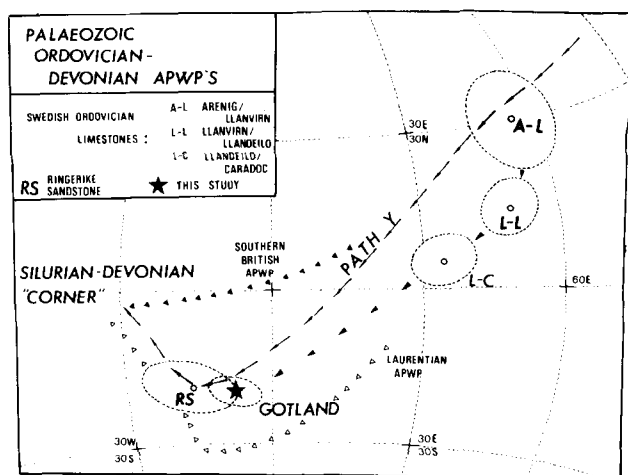 PALAEOZOIC
ORDOVICIAN-
DEVONIAN APWP'S
SWEDISH ORDOVICIAN
LIMESTONES :
A-L ARENIG/
LLANVIRN
L-L LLANVIRN/
LLANDEILO
L-C LLANDEILO/
CARADOC
RS RINGERIKE
SANDSTONE
THIS STUDY
30E
30N
A-L
L-L
L-C
60E
PATH Y
SOUTHERN
BRITISH
APWP
SILURIAN-DEVONIAN
"CORNER"
LAURENTIAN
APWP
RS
GOTLAND
30W
30S
30E
30S